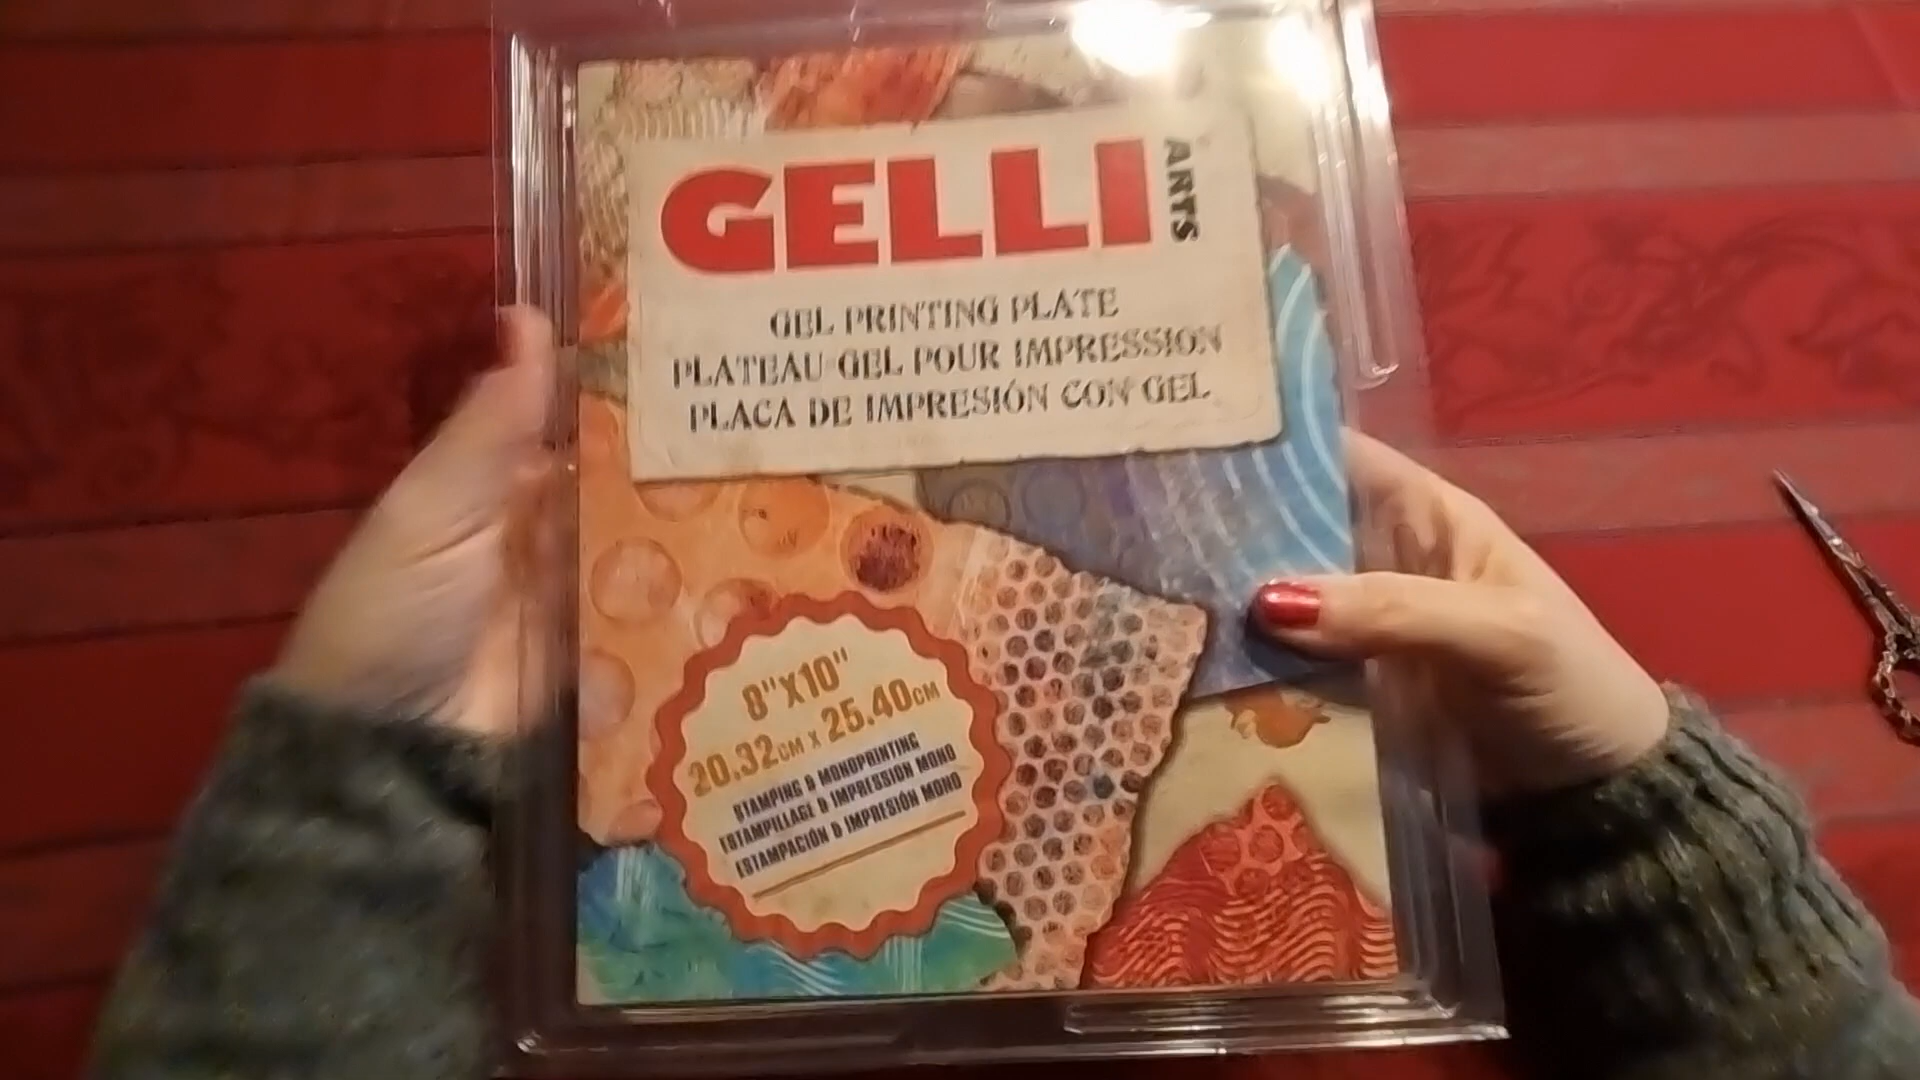 GELLI ARTS
GEL PRINTING PLATE
PLATEAU GEL POUR IMPRESSION
PLACA DE IMPRESIÓN CON GEL
8"X10"
20.32CM X 25.40CM
STAMPING & MONOPRINTING
ESTAMPILLAGE & IMPRESSION MONO
ESTAMPACIÓN & IMPRESIÓN MONO